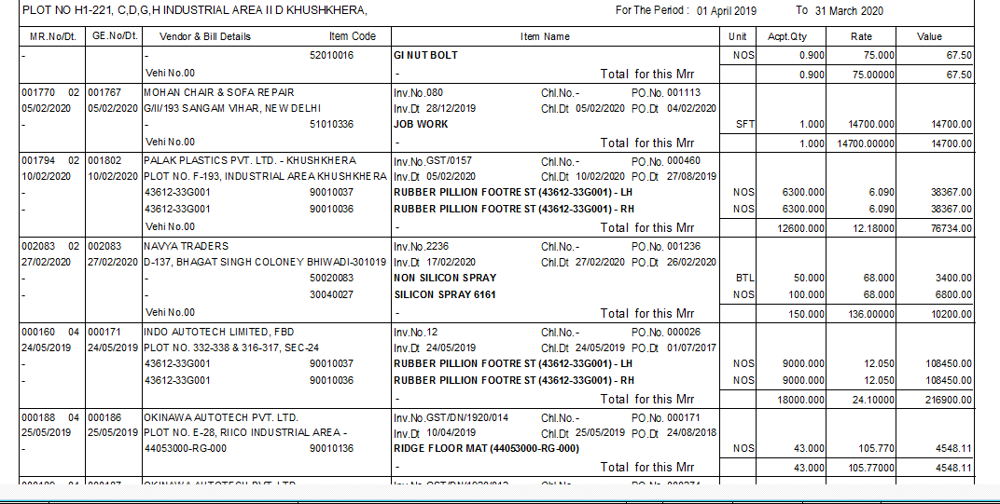 PLOT NO H1-221, C,D,G,H INDUSTRIAL AREA II D KHUSHKHERA, For The Period : 01 April 2019 To 31 March 2020
MR.No/Dt. GE.No/Dt. Vendor & Bill Details Item Code Item Name Unit Acpt.Qty Rate Value
- - 52010016 GI NUT BOLT NOS 0.900 75.000 67.50
Vehi No.00 - Total for this Mrr 0.900 75.00000 67.50
001770 02 001767 MOHAN CHAIR & SOFA REPAIR Inv.No.080 Chl.No.- PO.No. 001113
05/02/2020 05/02/2020 G/II/193 SANGAM VIHAR, NEW DELHI Inv.Dt 28/12/2019 Chl.Dt 05/02/2020 PO.Dt 04/02/2020
- - 51010336 JOB WORK SFT 1.000 14700.000 14700.00
Vehi No.00 - Total for this Mrr 1.000 14700.00000 14700.00
001794 02 001802 PALAK PLASTICS PVT. LTD. - KHUSHKHERA Inv.No.GST/0157 Chl.No.- PO.No. 000460
10/02/2020 10/02/2020 PLOT NO. F-193, INDUSTRIAL AREA KHUSHKHERA Inv.Dt 05/02/2020 Chl.Dt 10/02/2020 PO.Dt 27/08/2019
- 43612-33G001 90010037 RUBBER PILLION FOOTREST (43612-33G001) - LH NOS 6300.000 6.090 38367.00
- 43612-33G001 90010036 RUBBER PILLION FOOTREST (43612-33G001) - RH NOS 6300.000 6.090 38367.00
Vehi No.00 - Total for this Mrr 12600.000 12.18000 76734.00
002083 02 002083 NAVYA TRADERS Inv.No.2236 Chl.No.- PO.No. 001236
27/02/2020 27/02/2020 D-137, BHAGAT SINGH COLONEY BHIWADI-301019 Inv.Dt 17/02/2020 Chl.Dt 27/02/2020 PO.Dt 26/02/2020
- - 50020083 NON SILICON SPRAY BTL 50.000 68.000 3400.00
- - 30040027 SILICON SPRAY 6161 NOS 100.000 68.000 6800.00
Vehi No.00 - Total for this Mrr 150.000 136.00000 10200.00
000160 04 000171 INDO AUTOTECH LIMITED, FBD Inv.No.12 Chl.No.- PO.No. 000026
24/05/2019 24/05/2019 PLOT NO. 332-338 & 316-317, SEC-24 Inv.Dt 24/05/2019 Chl.Dt 24/05/2019 PO.Dt 01/07/2017
- 43612-33G001 90010037 RUBBER PILLION FOOTREST (43612-33G001) - LH NOS 9000.000 12.050 108450.00
- 43612-33G001 90010036 RUBBER PILLION FOOTREST (43612-33G001) - RH NOS 9000.000 12.050 108450.00
- Total for this Mrr 18000.000 24.10000 216900.00
000188 04 000186 OKINAWA AUTOTECH PVT. LTD. Inv.No.GST/DN/1920/014 Chl.No.- PO.No. 000171
25/05/2019 25/05/2019 PLOT NO. E-28, RIICO INDUSTRIAL AREA - Inv.Dt 10/04/2019 Chl.Dt 25/05/2019 PO.Dt 24/08/2018
- 44053000-RG-000 90010136 RIDGE FLOOR MAT (44053000-RG-000) NOS 43.000 105.770 4548.11
- Total for this Mrr 43.000 105.77000 4548.11